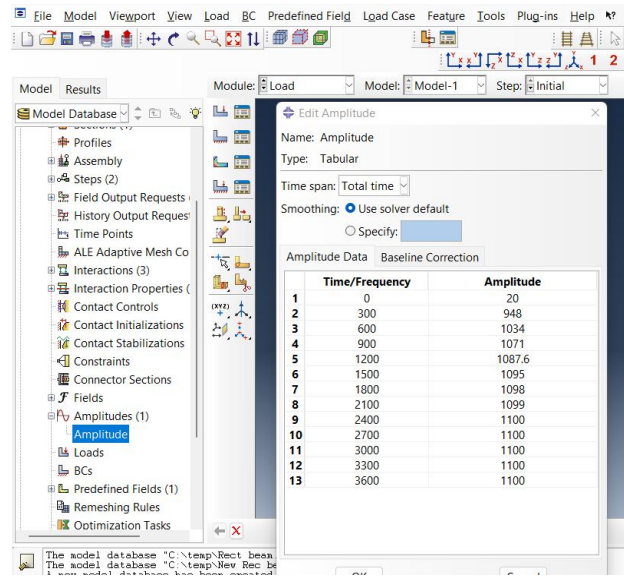 File Model Viewport View Load BC Predefined Field Load Case Feature Tools Plug-ins Help
1 2
Model Results
Module: Load Model: Model-1 Step: Initial
Model Database
Profiles
Assembly
Steps (2)
Field Output Requests
History Output Request
Time Points
ALE Adaptive Mesh Co
Interactions (3)
Interaction Properties (
Contact Controls
Contact Initializations
Contact Stabilizations
Constraints
Connector Sections
Fields
Amplitudes (1)
Amplitude
Loads
BCs
Predefined Fields (1)
Remeshing Rules
Optimization Tasks
(XYZ)
Edit Amplitude
Name: Amplitude
Type: Tabular
Time span: Total time
Smoothing: Use solver default
Specify:
Amplitude Data Baseline Correction
Time/Frequency Amplitude
1 0 20
2 300 948
3 600 1034
4 900 1071
5 1200 1087.6
6 1500 1095
7 1800 1098
8 2100 1099
9 2400 1100
10 2700 1100
11 3000 1100
12 3300 1100
13 3600 1100
The model database "C:\temp\Rect beam
The model database "C:\temp\New Rec be
A new model database has been created